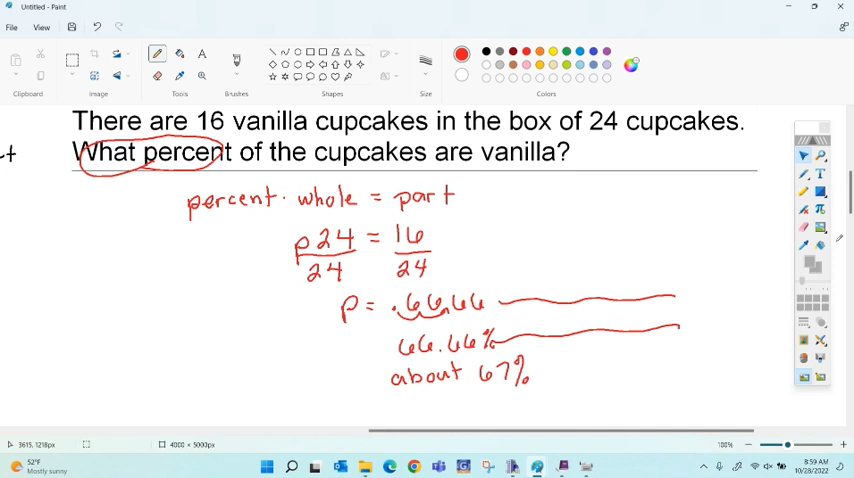 Untitled - Paint
File View
Clipboard Image Tools Brushes Shapes Size Colors
There are 16 vanilla cupcakes in the box of 24 cupcakes.
What percent of the cupcakes are vanilla?
percent · whole = part
p24 = 16
24 24
p = .6666
66.66%
about 67%
3615, 1218px 4000 × 5000px 100%
52°F 8:59 AM
Mostly sunny 10/28/2022